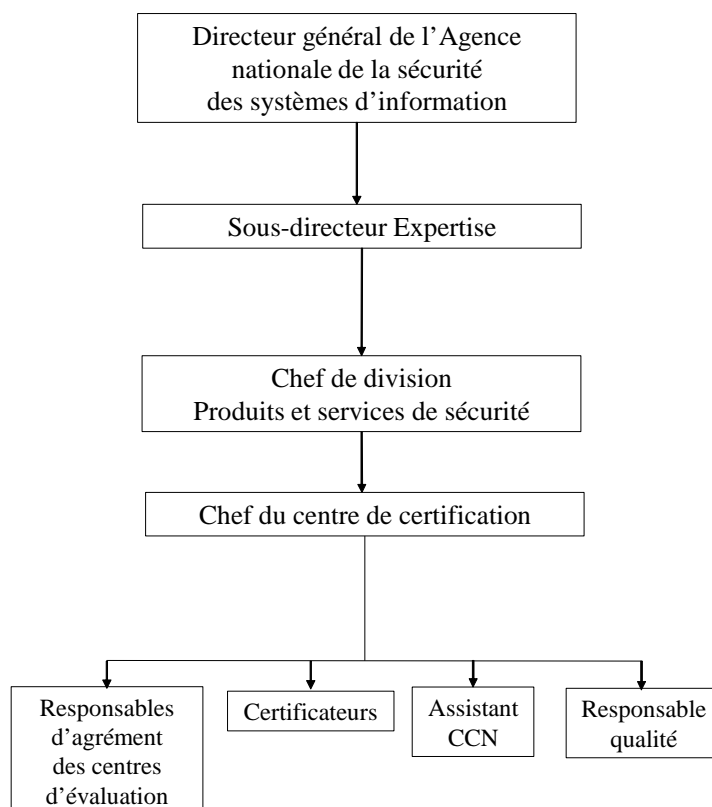 Directeur général de l’Agence
nationale de la sécurité
des systèmes d’information
Sous-directeur Expertise
Chef de division
Produits et services de sécurité
Chef du centre de certification
Responsables
d’agrément
des centres
d’évaluation
Certificateurs
Assistant
CCN
Responsable
qualité